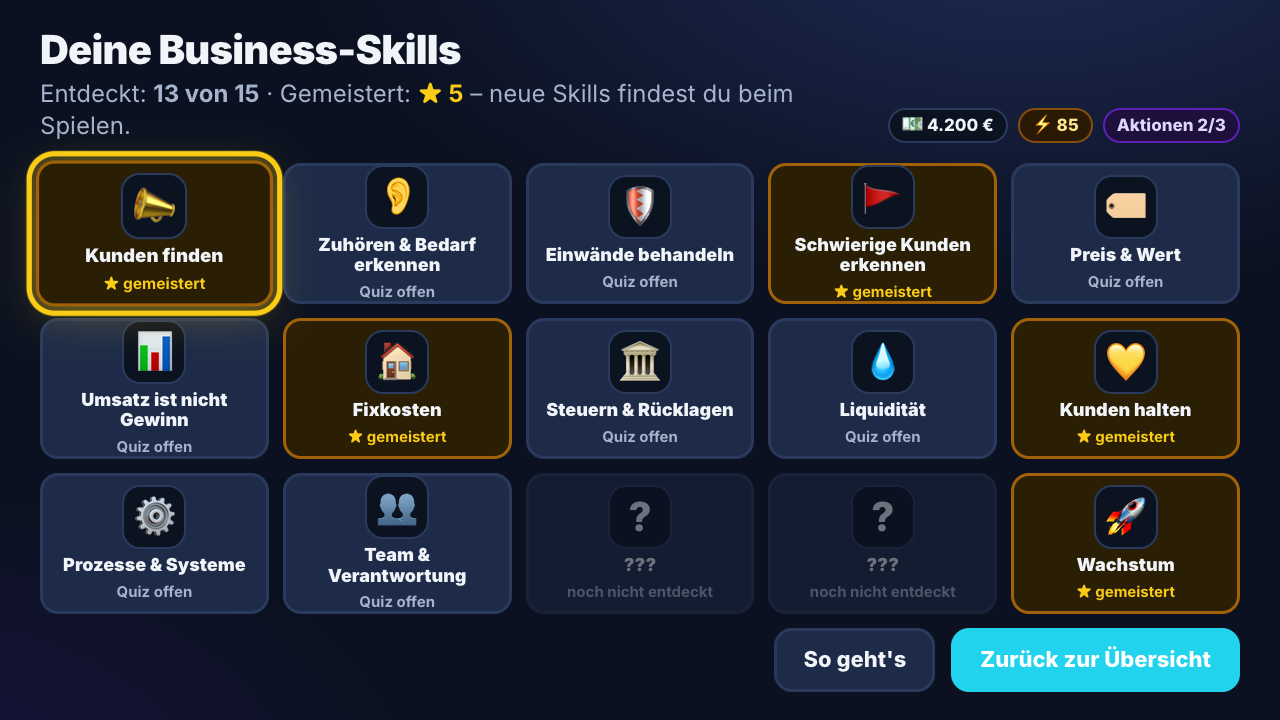 Deine Business-Skills
Entdeckt: 13 von 15 · Gemeistert: ⭐ 5 – neue Skills findest du beim
Spielen.
4.200 €
⚡ 85
Aktionen 2/3
Kunden finden
⭐ gemeistert
Zuhören & Bedarf
erkennen
Quiz offen
Einwände behandeln
Quiz offen
Schwierige Kunden
erkennen
⭐ gemeistert
Preis & Wert
Quiz offen
Umsatz ist nicht
Gewinn
Quiz offen
Fixkosten
⭐ gemeistert
Steuern & Rücklagen
Quiz offen
Liquidität
Quiz offen
Kunden halten
⭐ gemeistert
Prozesse & Systeme
Quiz offen
Team &
Verantwortung
Quiz offen
?
???
noch nicht entdeckt
?
???
noch nicht entdeckt
Wachstum
⭐ gemeistert
So geht's
Zurück zur Übersicht